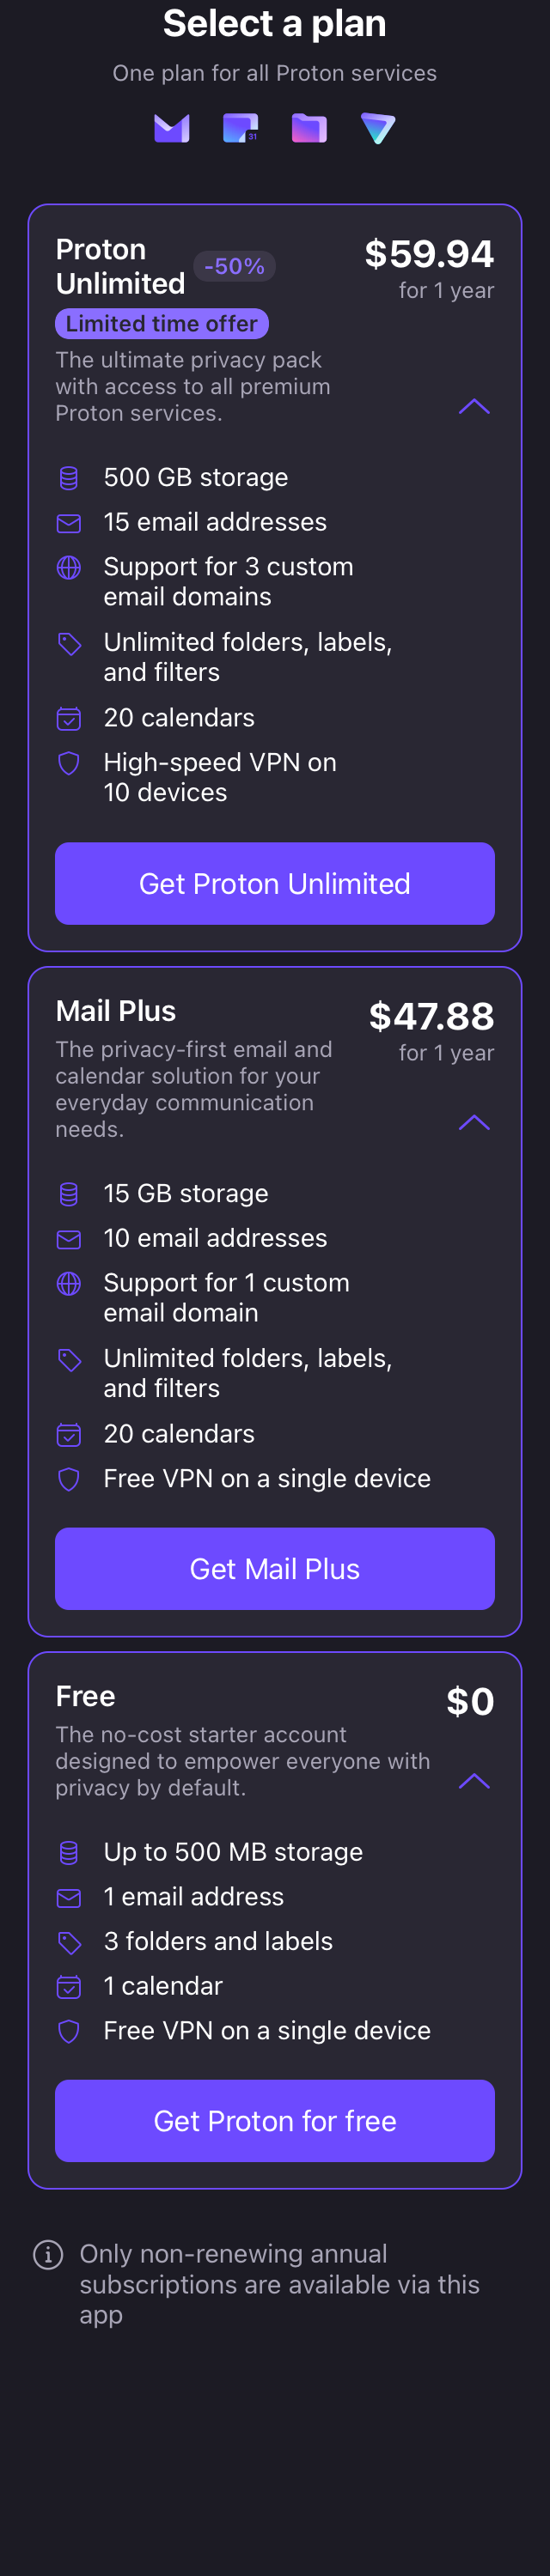 Select a plan
One plan for all Proton services
31
Proton
Unlimited
-50%
$59.94
for 1 year
Limited time offer
The ultimate privacy pack
with access to all premium
Proton services.
500 GB storage
15 email addresses
Support for 3 custom
email domains
Unlimited folders, labels,
and filters
20 calendars
High-speed VPN on
10 devices
Get Proton Unlimited
Mail Plus
$47.88
for 1 year
The privacy-first email and
calendar solution for your
everyday communication
needs.
15 GB storage
10 email addresses
Support for 1 custom
email domain
Unlimited folders, labels,
and filters
20 calendars
Free VPN on a single device
Get Mail Plus
Free
$0
The no-cost starter account
designed to empower everyone with
privacy by default.
Up to 500 MB storage
1 email address
3 folders and labels
1 calendar
Free VPN on a single device
Get Proton for free
Only non-renewing annual
subscriptions are available via this
app